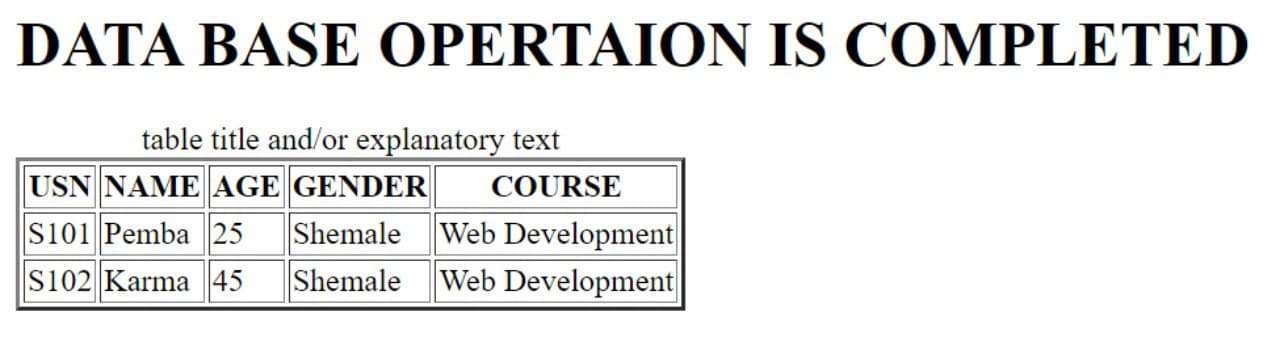 DATA BASE OPERTAION IS COMPLETED
table title and/or explanatory text
USN NAME AGE GENDER COURSE
S101 Pemba 25 Shemale Web Development
S102 Karma 45 Shemale Web Development